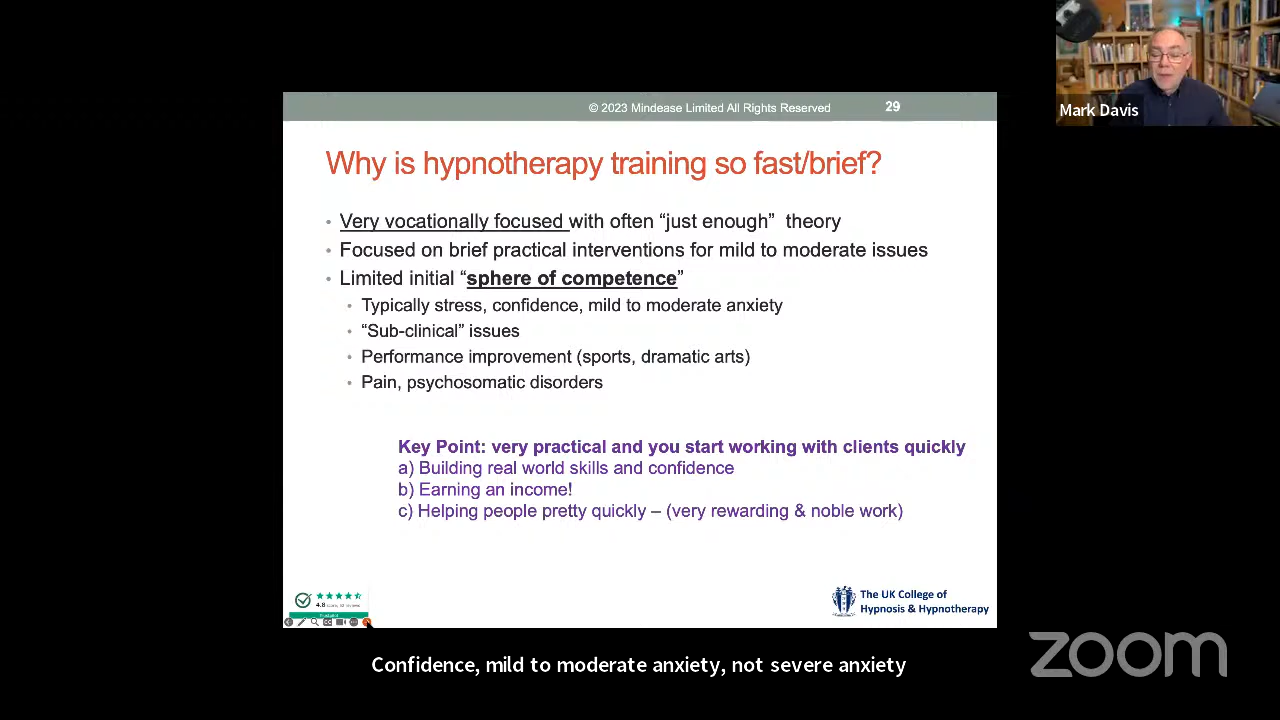 Mark Davis
© 2023 Mindease Limited All Rights Reserved
29
Why is hypnotherapy training so fast/brief?
• Very vocationally focused with often “just enough” theory
• Focused on brief practical interventions for mild to moderate issues
• Limited initial “sphere of competence”
• Typically stress, confidence, mild to moderate anxiety
• “Sub-clinical” issues
• Performance improvement (sports, dramatic arts)
• Pain, psychosomatic disorders
Key Point: very practical and you start working with clients quickly
a) Building real world skills and confidence
b) Earning an income!
c) Helping people pretty quickly – (very rewarding & noble work)
4.8
The UK College of
Hypnosis & Hypnotherapy
Confidence, mild to moderate anxiety, not severe anxiety
zoom